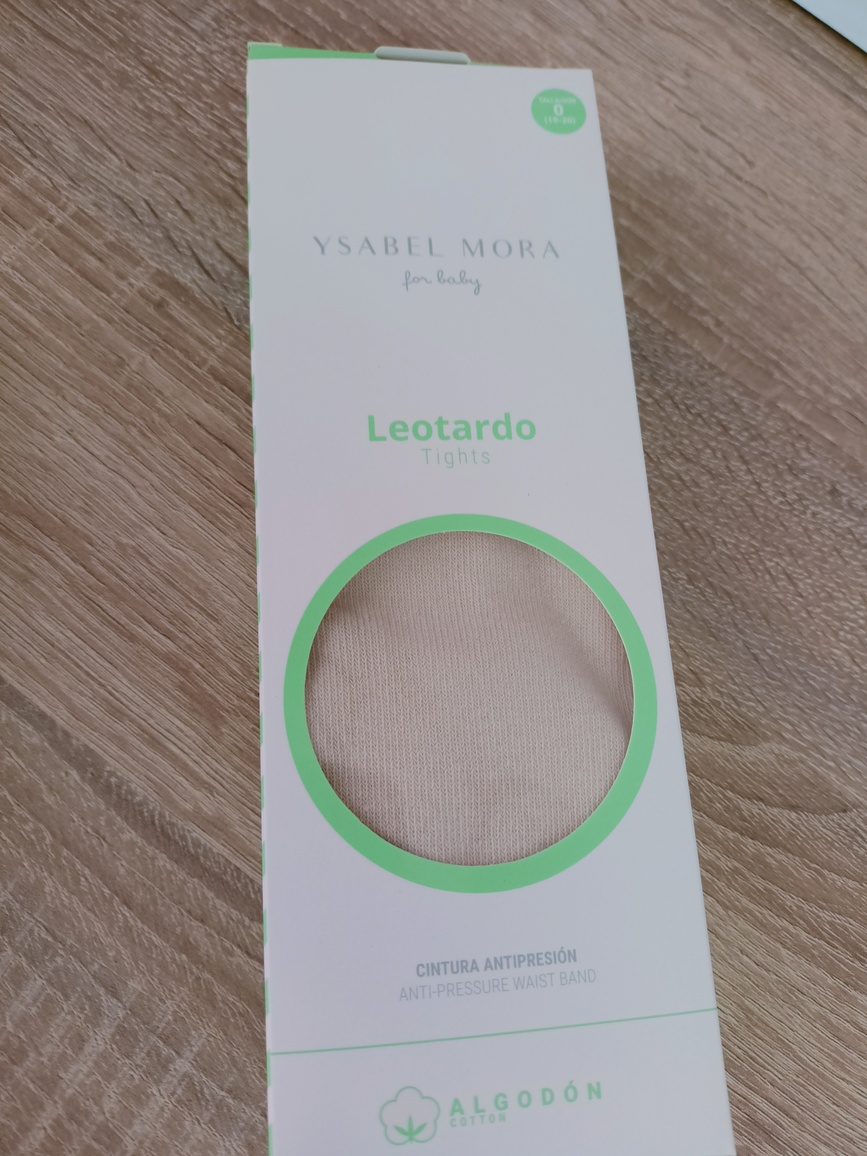 0
YSABEL MORA
for baby
Leotardo
Tights
CINTURA ANTIPRESIÓN
ANTI-PRESSURE WAIST BAND
ALGODÓN
COTTON